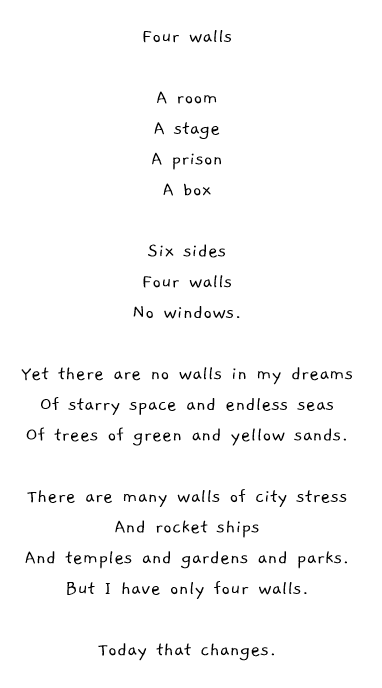 Four walls
A room
A stage
A prison
A box
Six sides
Four walls
No windows.
Yet there are no walls in my dreams
Of starry space and endless seas
Of trees of green and yellow sands.
There are many walls of city stress
And rocket ships
And temples and gardens and parks.
But I have only four walls.
Today that changes.